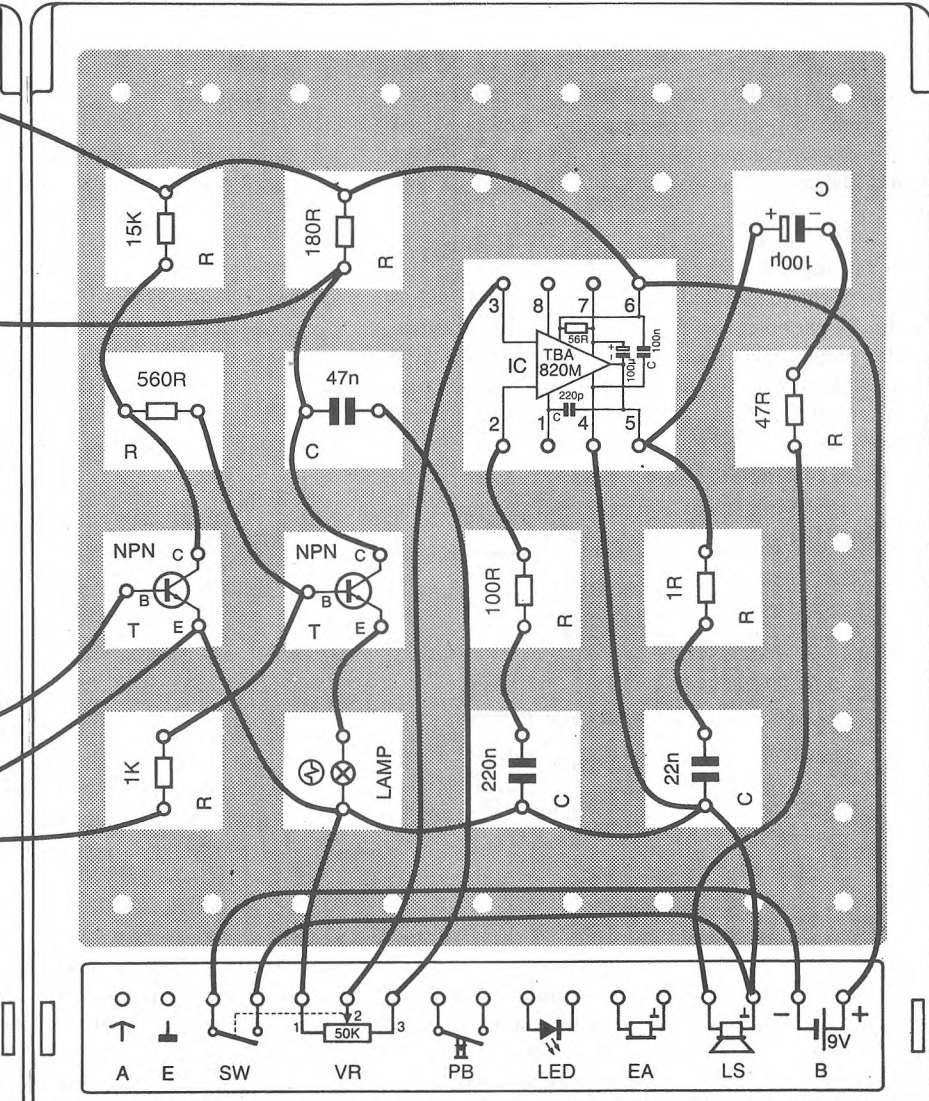 C
+ −
100μ
15K
R
180R
R
3 8 7 6
56R
100n
IC
TBA
820M
+
−
100μ
C
220p
C
2 1 4 5
560R
R
47n
C
47R
R
NPN
C
B
E
T
NPN
C
B
E
T
100R
R
1R
R
1K
R
LAMP
220n
C
22n
C
1 2 3
50K
− +
9V
A E SW VR PB LED EA LS B